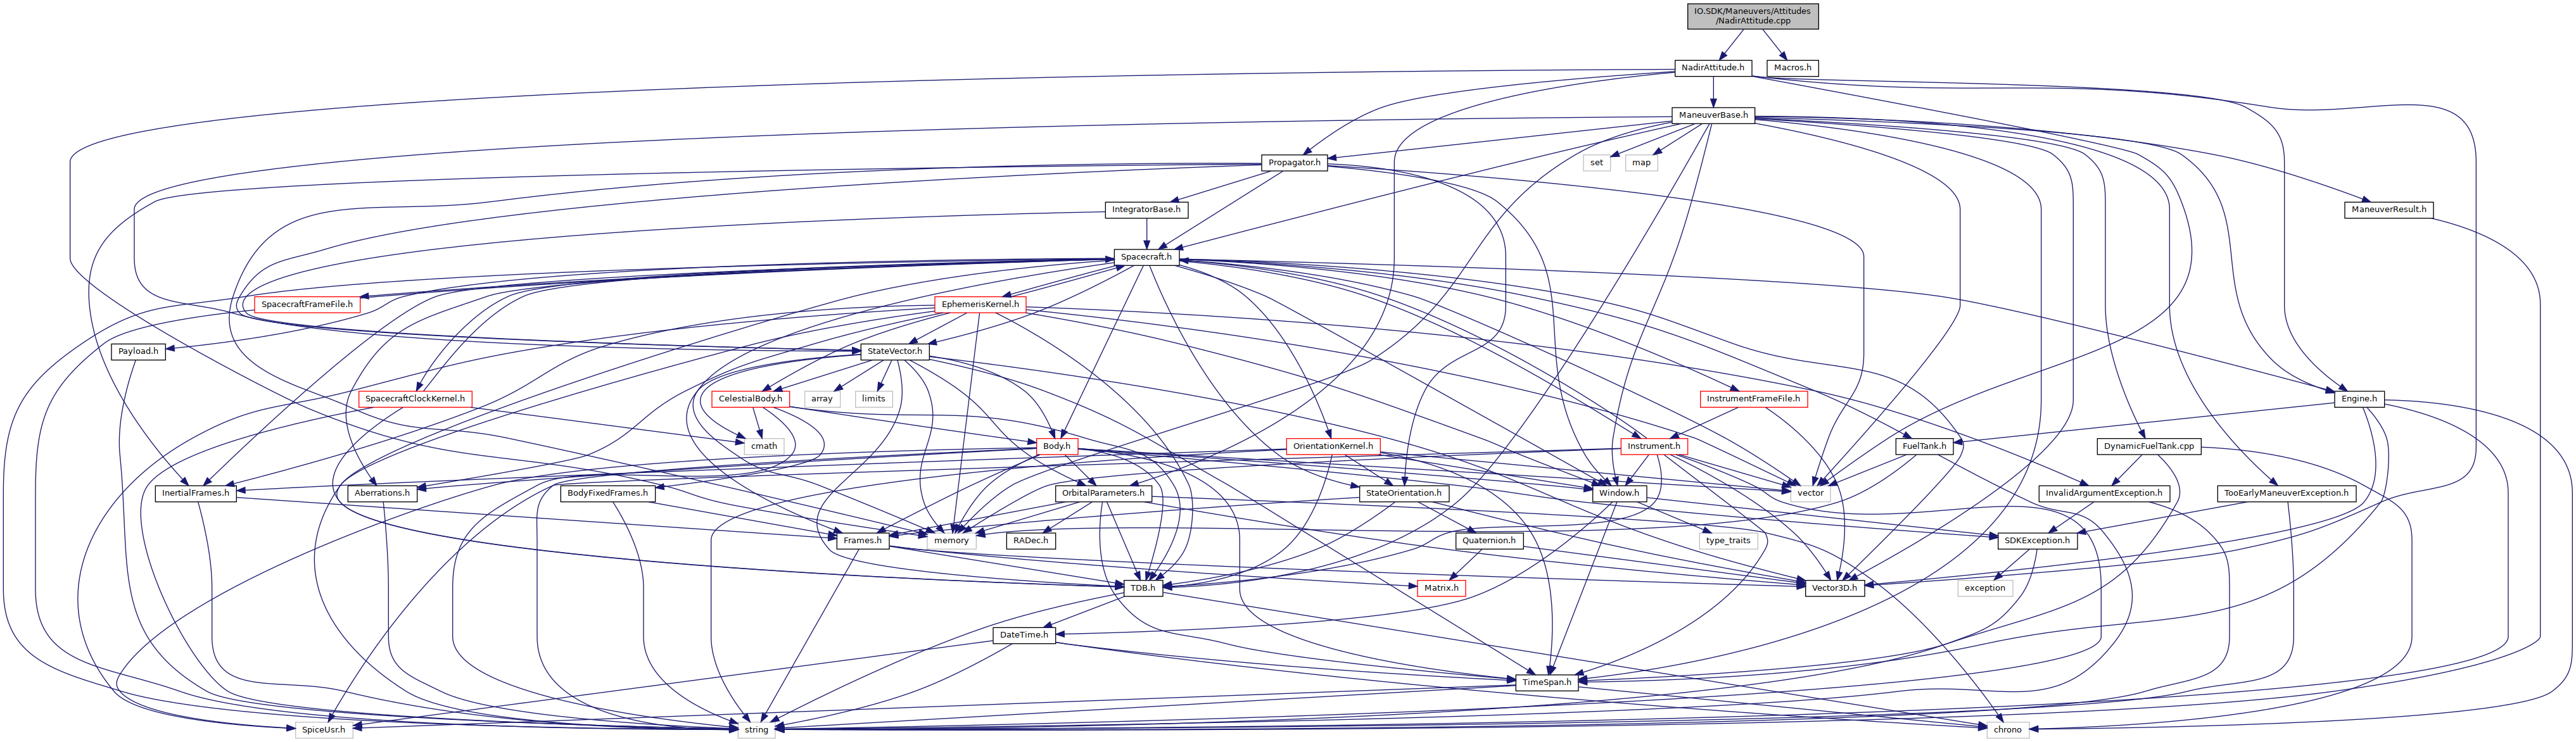 IO.SDK/Maneuvers/Attitudes
/NadirAttitude.cpp
NadirAttitude.h
Macros.h
ManeuverBase.h
Propagator.h
set
map
IntegratorBase.h
ManeuverResult.h
Spacecraft.h
SpacecraftFrameFile.h
EphemerisKernel.h
Payload.h
StateVector.h
SpacecraftClockKernel.h
CelestialBody.h
array
limits
InstrumentFrameFile.h
Engine.h
cmath
Body.h
OrientationKernel.h
Instrument.h
FuelTank.h
DynamicFuelTank.cpp
InertialFrames.h
Aberrations.h
BodyFixedFrames.h
OrbitalParameters.h
StateOrientation.h
Window.h
vector
InvalidArgumentException.h
TooEarlyManeuverException.h
Frames.h
memory
RADec.h
Quaternion.h
type_traits
SDKException.h
TDB.h
Matrix.h
Vector3D.h
exception
DateTime.h
TimeSpan.h
SpiceUsr.h
string
chrono